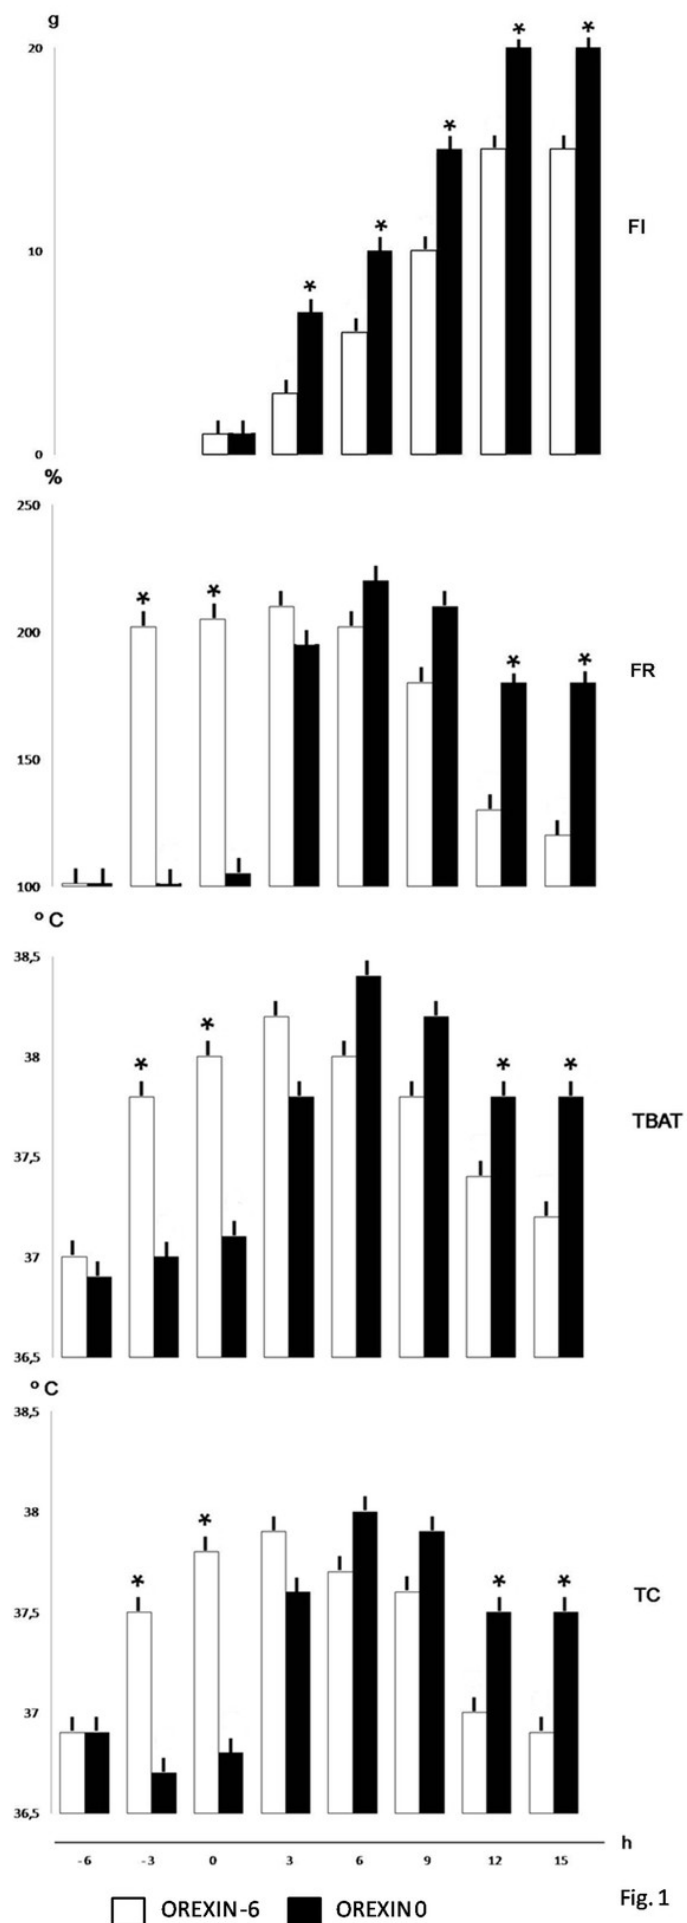 g
20
* *
*
FI
*
10
*
0
%
250
* *
200
FR
* *
150
100
º C
38,5
*
38
* * *
TBAT
37,5
37
36,5
º C
38,5
38
*
* * *
TC
37,5
37
36,5
h
-6 -3 0 3 6 9 12 15
Fig. 1
OREXIN-6 OREXIN 0